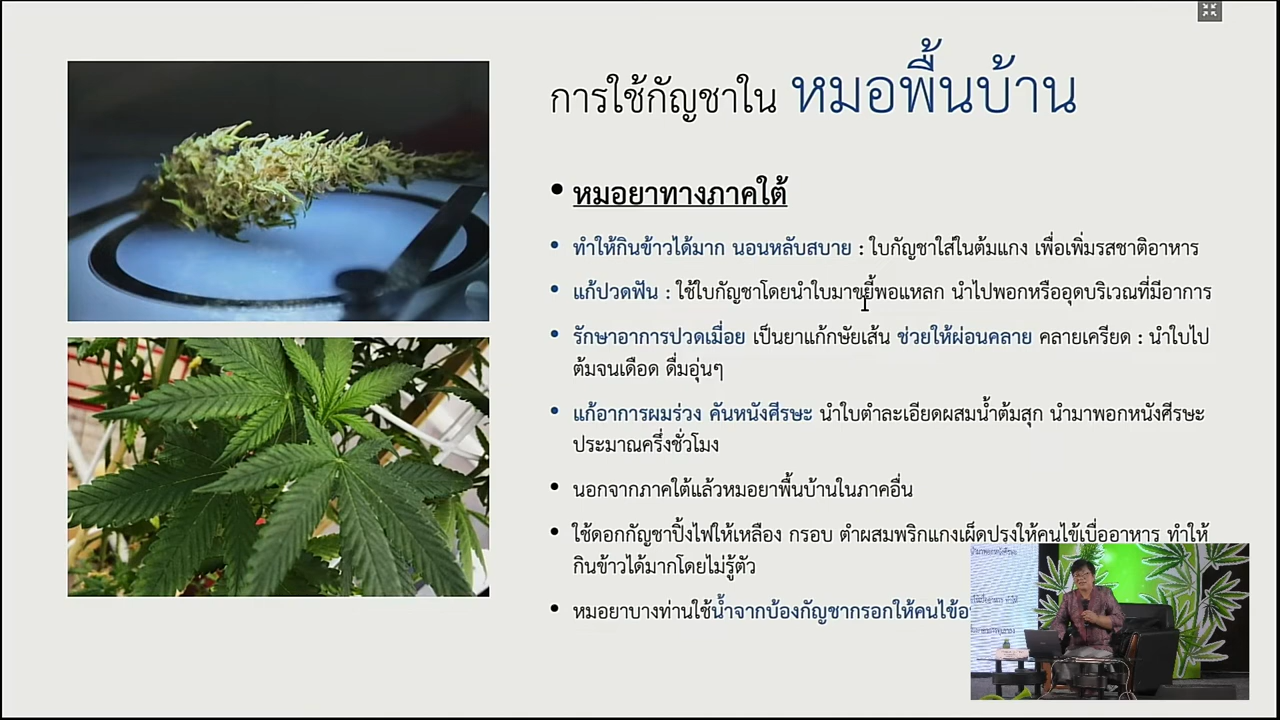 การใช้กัญชาใน หมอพื้นบ้าน
• หมอยาทางภาคใต้
• ทำให้กินข้าวได้มาก นอนหลับสบาย : ใบกัญชาใส่ในต้มแกง เพื่อเพิ่มรสชาติอาหาร
• แก้ปวดฟัน : ใช้ใบกัญชาโดยนำใบมาขยี้พอแหลก นำไปพอกหรืออุดบริเวณที่มีอาการ
• รักษาอาการปวดเมื่อย เป็นยาแก้กษัยเส้น ช่วยให้ผ่อนคลาย คลายเครียด : นำใบไป
ต้มจนเดือด ดื่มอุ่นๆ
• แก้อาการผมร่วง คันหนังศีรษะ นำใบตำละเอียดผสมน้ำต้มสุก นำมาพอกหนังศีรษะ
ประมาณครึ่งชั่วโมง
• นอกจากภาคใต้แล้วหมอยาพื้นบ้านในภาคอื่น
• ใช้ดอกกัญชาปิ้งไฟให้เหลือง กรอบ ตำผสมพริกแกงเผ็ดปรุงให้คนไข้เบื่ออาหาร ทำให้
กินข้าวได้มากโดยไม่รู้ตัว
• หมอยาบางท่านใช้น้ำจากบ้องกัญชากรอกให้คนไข้อ